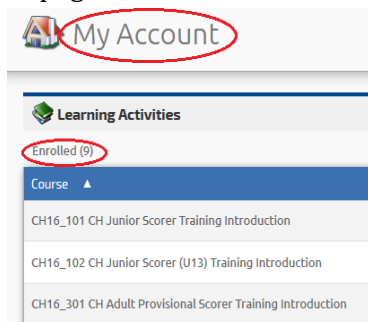 My Account
Learning Activities
Enrolled (9)
Course ▲
CH16_101 CH Junior Scorer Training Introduction
CH16_102 CH Junior Scorer (U13) Training Introduction
CH16_301 CH Adult Provisional Scorer Training Introduction